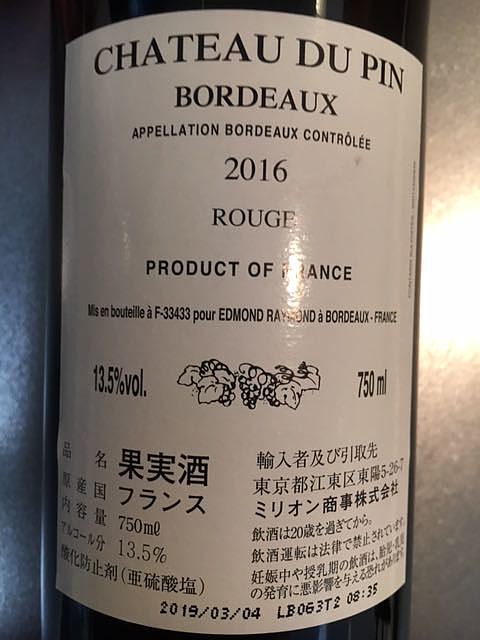 CHATEAU DU PIN
BORDEAUX
APPELLATION BORDEAUX CONTRÔLÉE
2016
ROUGE
PRODUCT OF FRANCE
Mis en bouteille à F-33433 pour EDMOND RAYMOND à BORDEAUX - FRANCE
13.5%vol.
750 ml
品名 果実酒
原産国 フランス
内容量 750mℓ
アルコール分 13.5%
酸化防止剤(亜硫酸塩)
輸入者及び引取先
東京都江東区東陽5-26-7
ミリオン商事株式会社
飲酒は20歳を過ぎてから。
飲酒運転は法律で禁止されています。
妊娠中や授乳期の飲酒は、胎児・乳児
の発育に悪影響を与える恐れがあります
2019/03/04 LB063T2 08:35